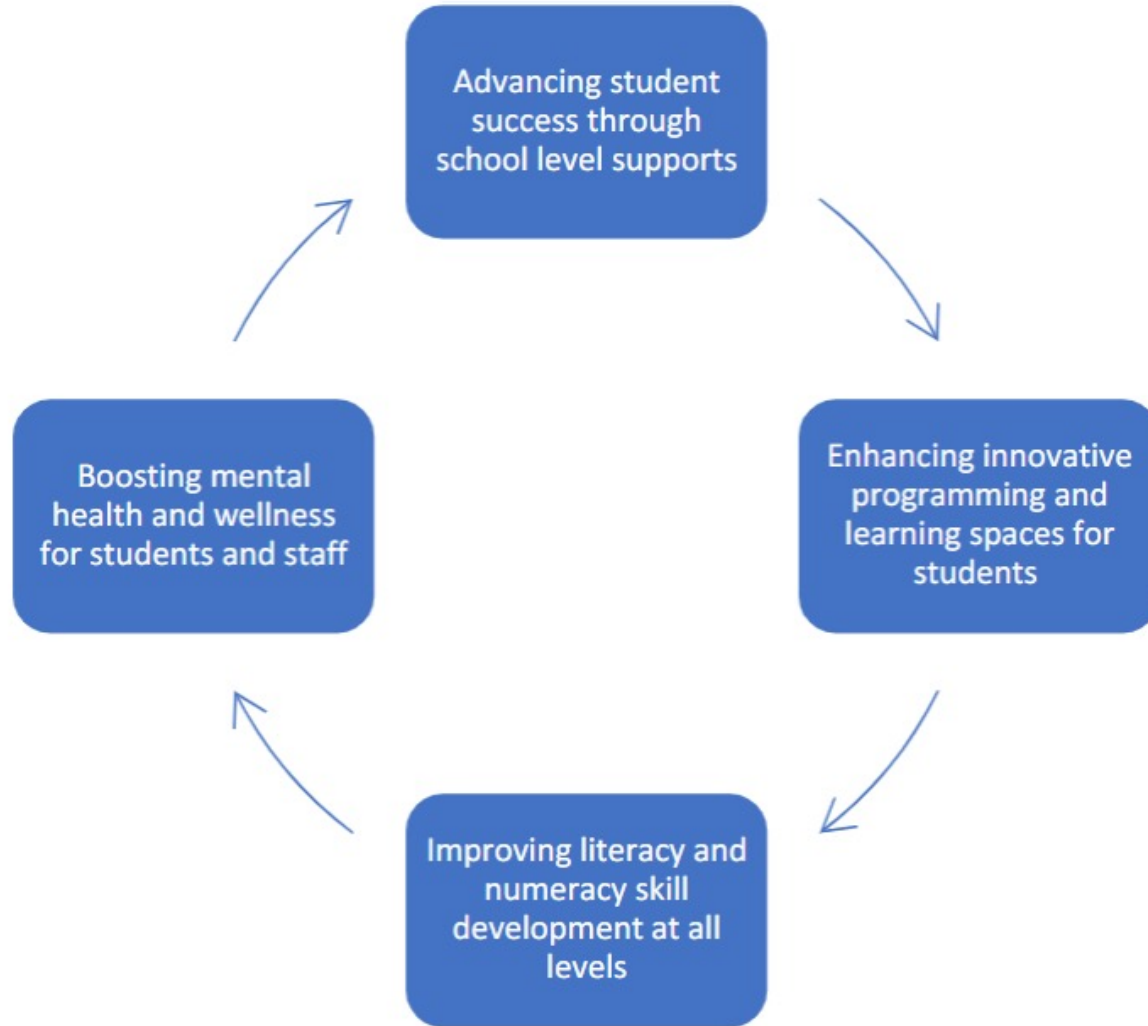 Advancing student
success through
school level supports
Enhancing innovative
programming and
learning spaces for
students
Improving literacy and
numeracy skill
development at all
levels
Boosting mental
health and wellness
for students and staff